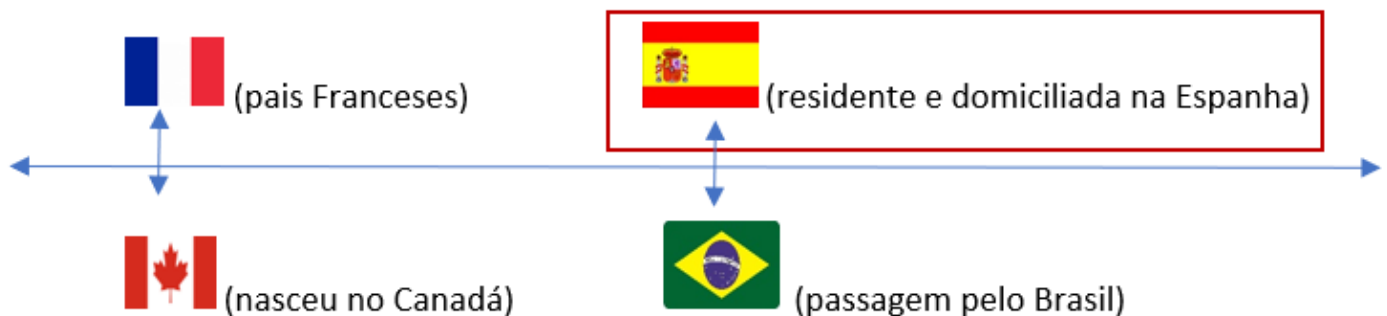 (pais Franceses)
(residente e domiciliada na Espanha)
(nasceu no Canadá)
(passagem pelo Brasil)